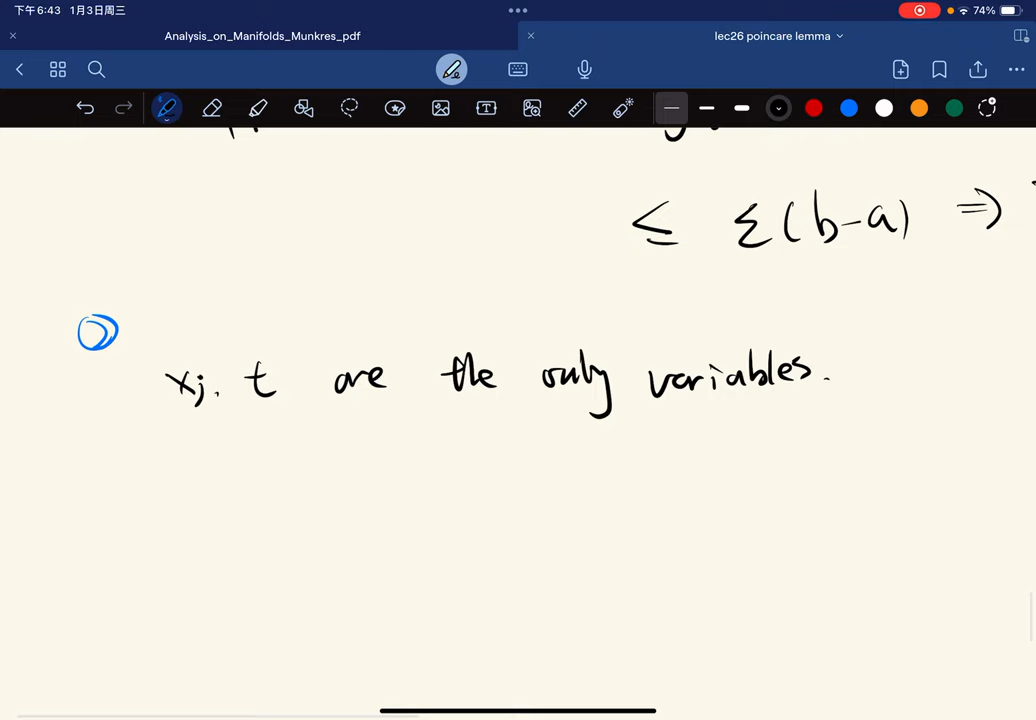 下午6:43 1月3日周三
74%
Analysis_on_Manifolds_Munkres_pdf
lec26 poincare lemma
≤ ε(b-a) ⇒
xj, t are the only variables.